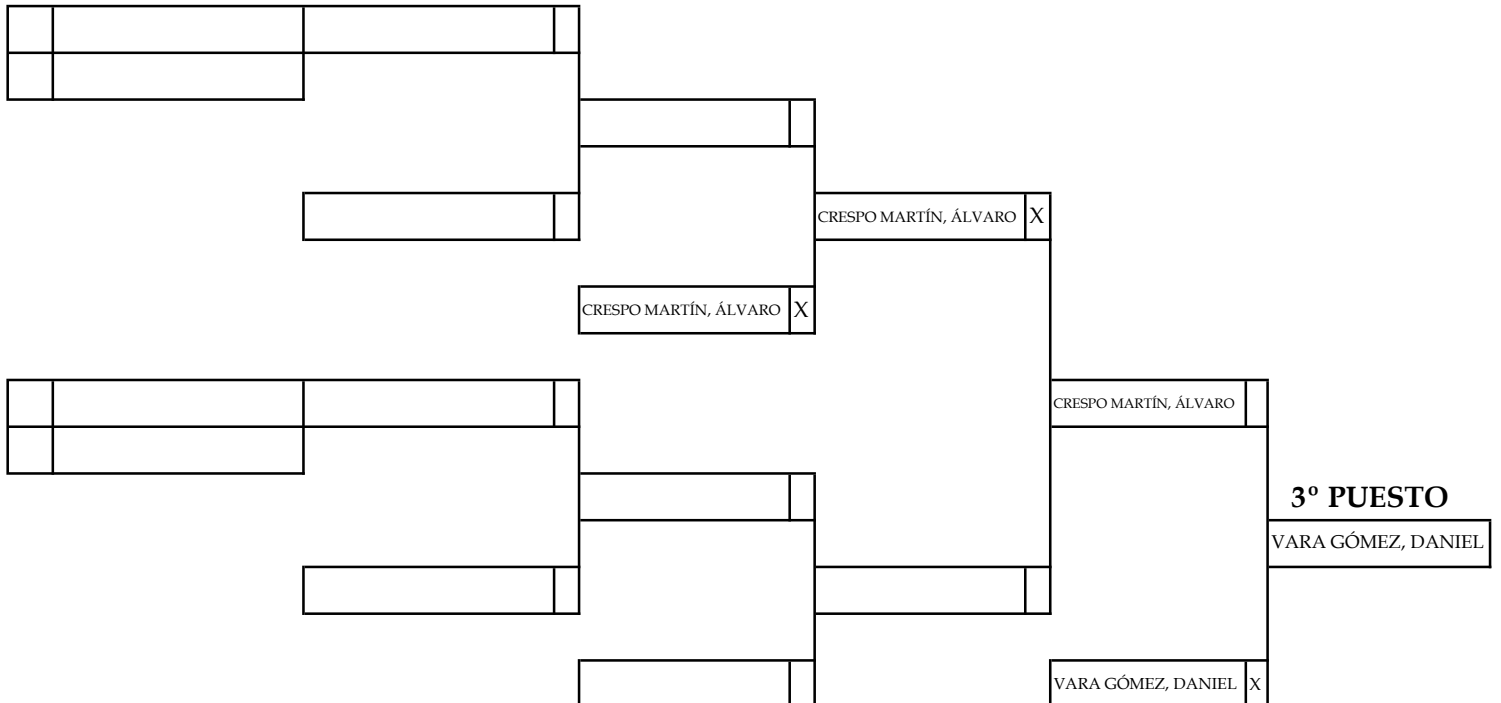 CRESPO MARTÍN, ÁLVARO X
CRESPO MARTÍN, ÁLVARO X
CRESPO MARTÍN, ÁLVARO
3º PUESTO
VARA GÓMEZ, DANIEL
VARA GÓMEZ, DANIEL X